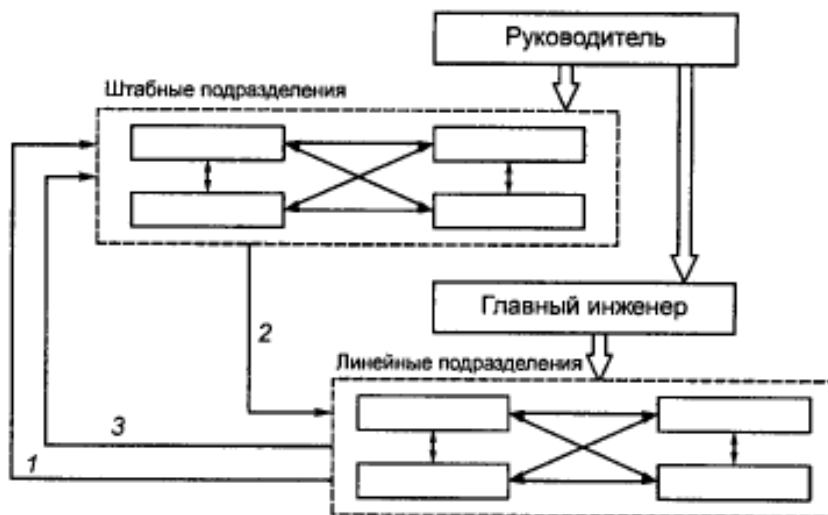 Руководитель
Штабные подразделения
Главный инженер
2
Линейные подразделения
3
1